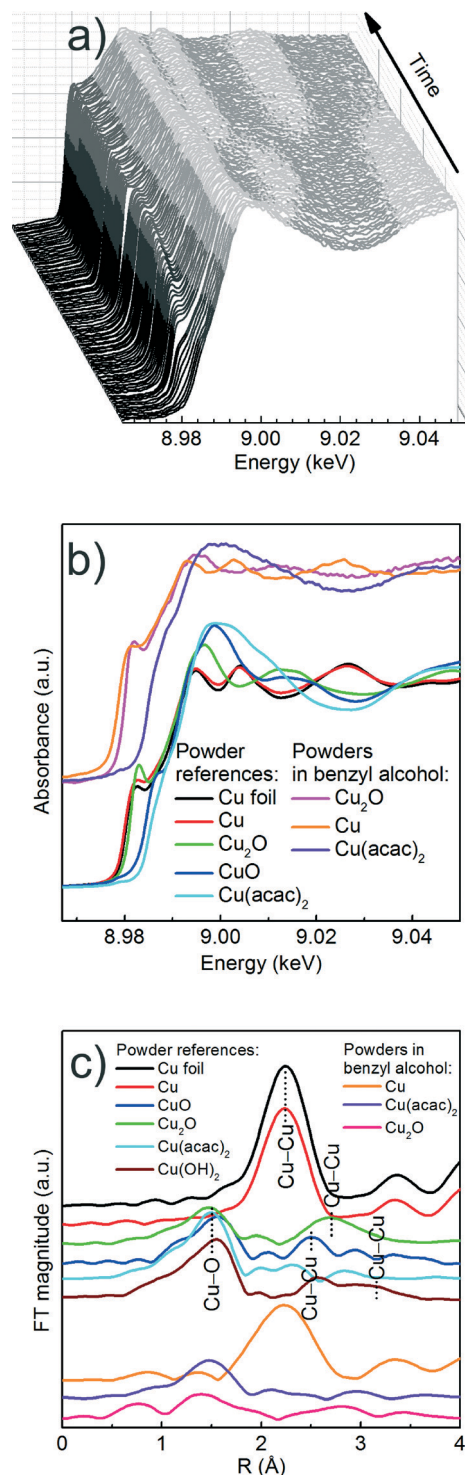 a)
Time
8.98 9.00 9.02 9.04
Energy (keV)
b)
Absorbance (a.u.)
Powder references:
Cu foil
Cu
Cu₂O
CuO
Cu(acac)₂
Powders in benzyl alcohol:
Cu₂O
Cu
Cu(acac)₂
8.98 9.00 9.02 9.04
Energy (keV)
c)
FT magnitude (a.u.)
Powder references:
Cu foil
Cu
CuO
Cu₂O
Cu(acac)₂
Cu(OH)₂
Powders in
benzyl alcohol:
Cu
Cu(acac)₂
Cu₂O
Cu–Cu
Cu–Cu
Cu–O
Cu–Cu
Cu–Cu
0 1 2 3 4
R (Å)